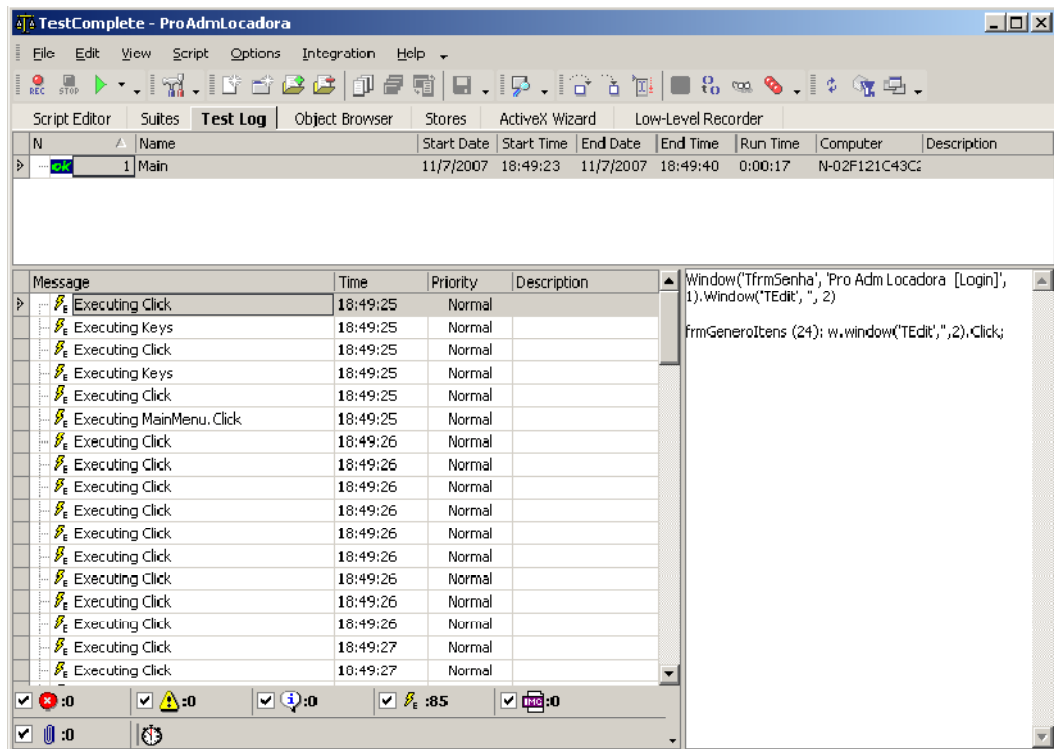 TestComplete - ProAdmLocadora
File Edit View Script Options Integration Help
REC STOP
Script Editor Suites Test Log Object Browser Stores ActiveX Wizard Low-Level Recorder
N Name Start Date Start Time End Date End Time Run Time Computer Description
ok 1 Main 11/7/2007 18:49:23 11/7/2007 18:49:40 0:00:17 N-02F121C43C2
Message Time Priority Description
Executing Click 18:49:25 Normal
Executing Keys 18:49:25 Normal
Executing Click 18:49:25 Normal
Executing Keys 18:49:25 Normal
Executing Click 18:49:25 Normal
Executing MainMenu.Click 18:49:25 Normal
Executing Click 18:49:26 Normal
Executing Click 18:49:26 Normal
Executing Click 18:49:26 Normal
Executing Click 18:49:26 Normal
Executing Click 18:49:26 Normal
Executing Click 18:49:26 Normal
Executing Click 18:49:26 Normal
Executing Click 18:49:26 Normal
Executing Click 18:49:27 Normal
Executing Click 18:49:27 Normal
Window('TfrmSenha', 'Pro Adm Locadora [Login]',
1).Window('TEdit', '', 2)
frmGeneroItens (24): w.window('TEdit','',2).Click;
:0 :0 :0 :85 IMG :0
:0